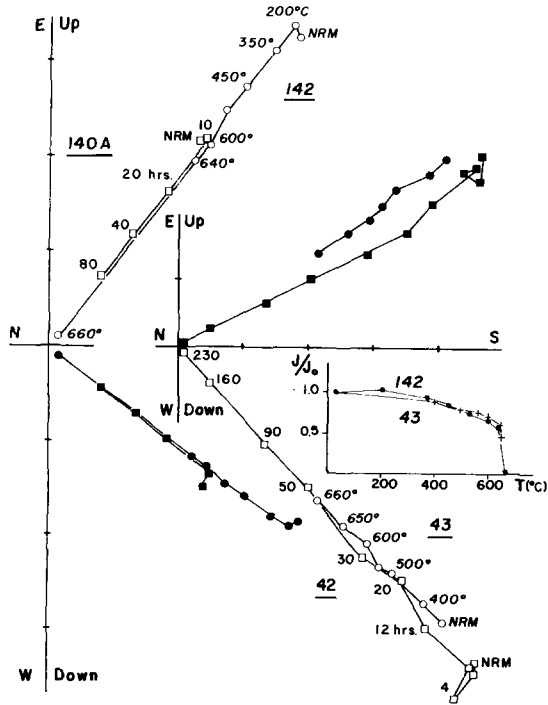 E Up
200°C
NRM
350°
450°
142
140A
NRM
10
600°
640°
20 hrs.
40
80
E Up
660°
N
N
S
230
W Down
160
J/J₀
1.0
0.5
142
43
0
200
400
600
T(°C)
90
50
660°
650°
600°
43
30
500°
42
20
400°
12 hrs.
NRM
NRM
4
W Down